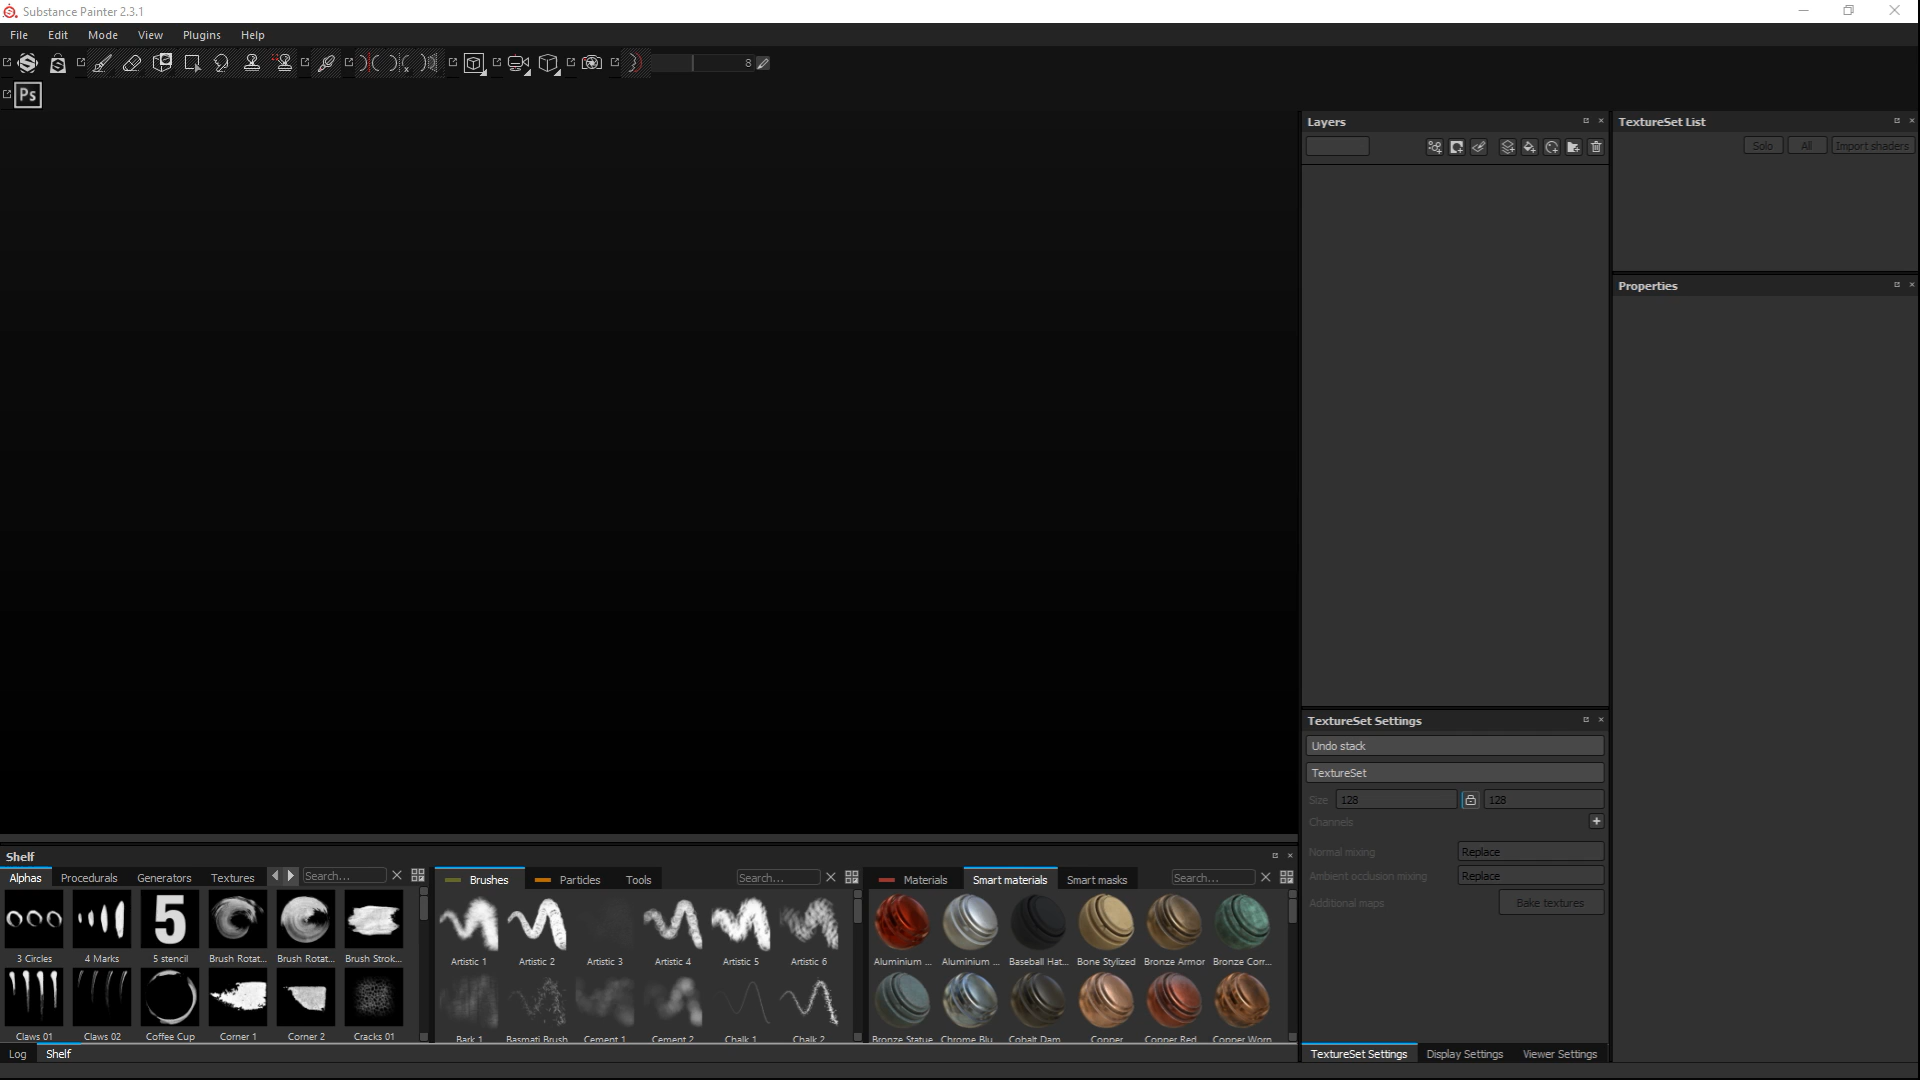 Substance Painter 2.3.1
File Edit Mode View Plugins Help
8
Ps
Layers
TextureSet List
Solo All Import shaders
Properties
TextureSet Settings
Undo stack
TextureSet
Size 128 128
Channels
Normal mixing Replace
Ambient occlusion mixing Replace
Additional maps Bake textures
Shelf
Alphas Procedurals Generators Textures Search...
Brushes Particles Tools Search...
Materials Smart materials Smart masks Search...
5
3 Circles 4 Marks 5 stencil Brush Rotat... Brush Rotat... Brush Strok...
Artistic 1 Artistic 2 Artistic 3 Artistic 4 Artistic 5 Artistic 6
Aluminium ... Aluminium ... Baseball Hat... Bone Stylized Bronze Armor Bronze Corr...
Claws 01 Claws 02 Coffee Cup Corner 1 Corner 2 Cracks 01
Bark 1 Basmati Brush Cement 1 Cement 2 Chalk 1 Chalk 2
Bronze Statue Chrome Blu... Cobalt Dam... Copper Copper Red... Copper Worn
Log Shelf
TextureSet Settings Display Settings Viewer Settings